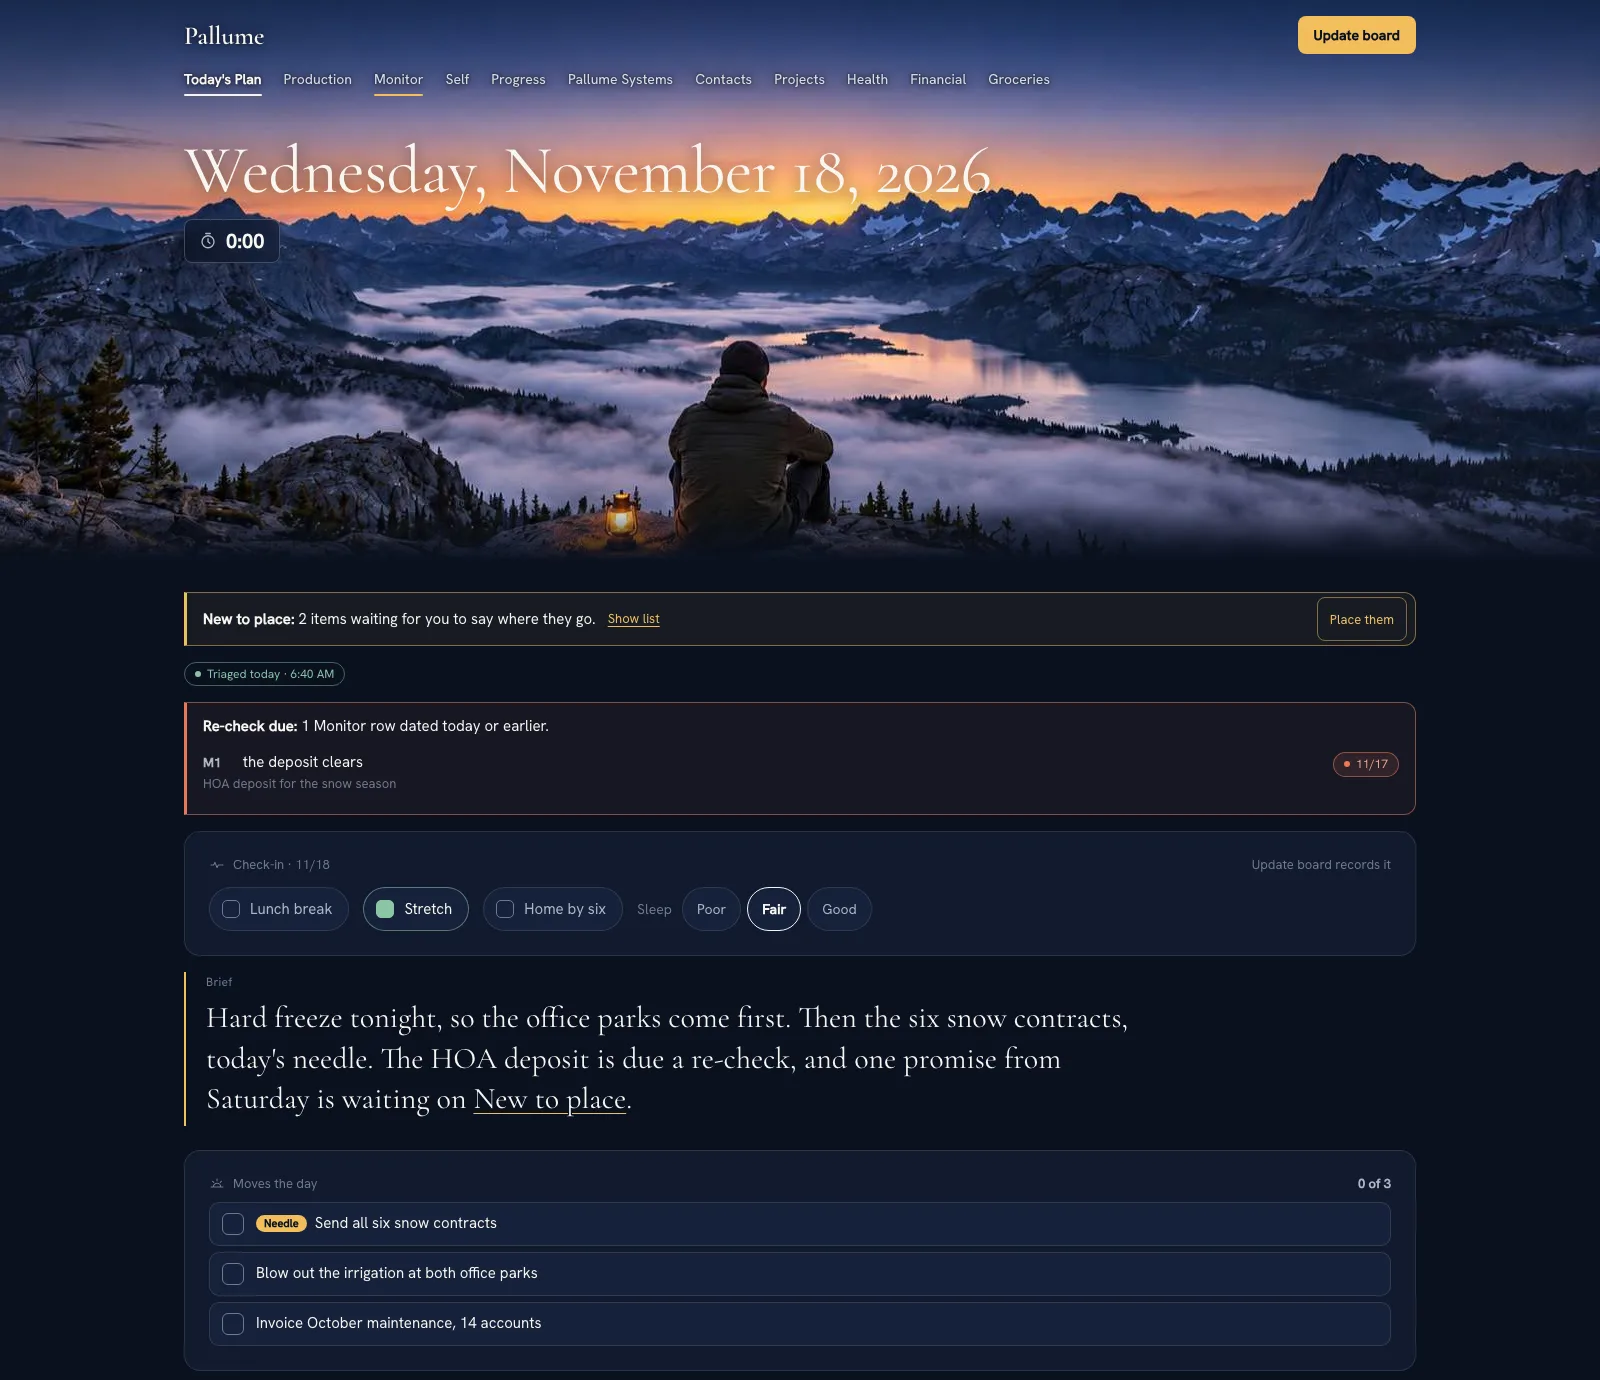 Pallume
Update board
Today's Plan Production Monitor Self Progress Pallume Systems Contacts Projects Health Financial Groceries
Wednesday, November 18, 2026
0:00
New to place: 2 items waiting for you to say where they go. Show list
Place them
Triaged today · 6:40 AM
Re-check due: 1 Monitor row dated today or earlier.
M1 the deposit clears
11/17
HOA deposit for the snow season
Check-in · 11/18
Update board records it
Lunch break Stretch Home by six Sleep Poor Fair Good
Brief
Hard freeze tonight, so the office parks come first. Then the six snow contracts,
today's needle. The HOA deposit is due a re-check, and one promise from
Saturday is waiting on New to place.
Moves the day
0 of 3
Needle Send all six snow contracts
Blow out the irrigation at both office parks
Invoice October maintenance, 14 accounts